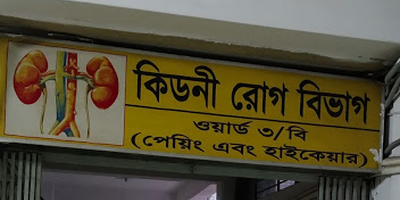 কিডনী রোগ বিভাগ
ওয়ার্ড ৩/বি
(পেয়িং এবং হাইকেয়ার)